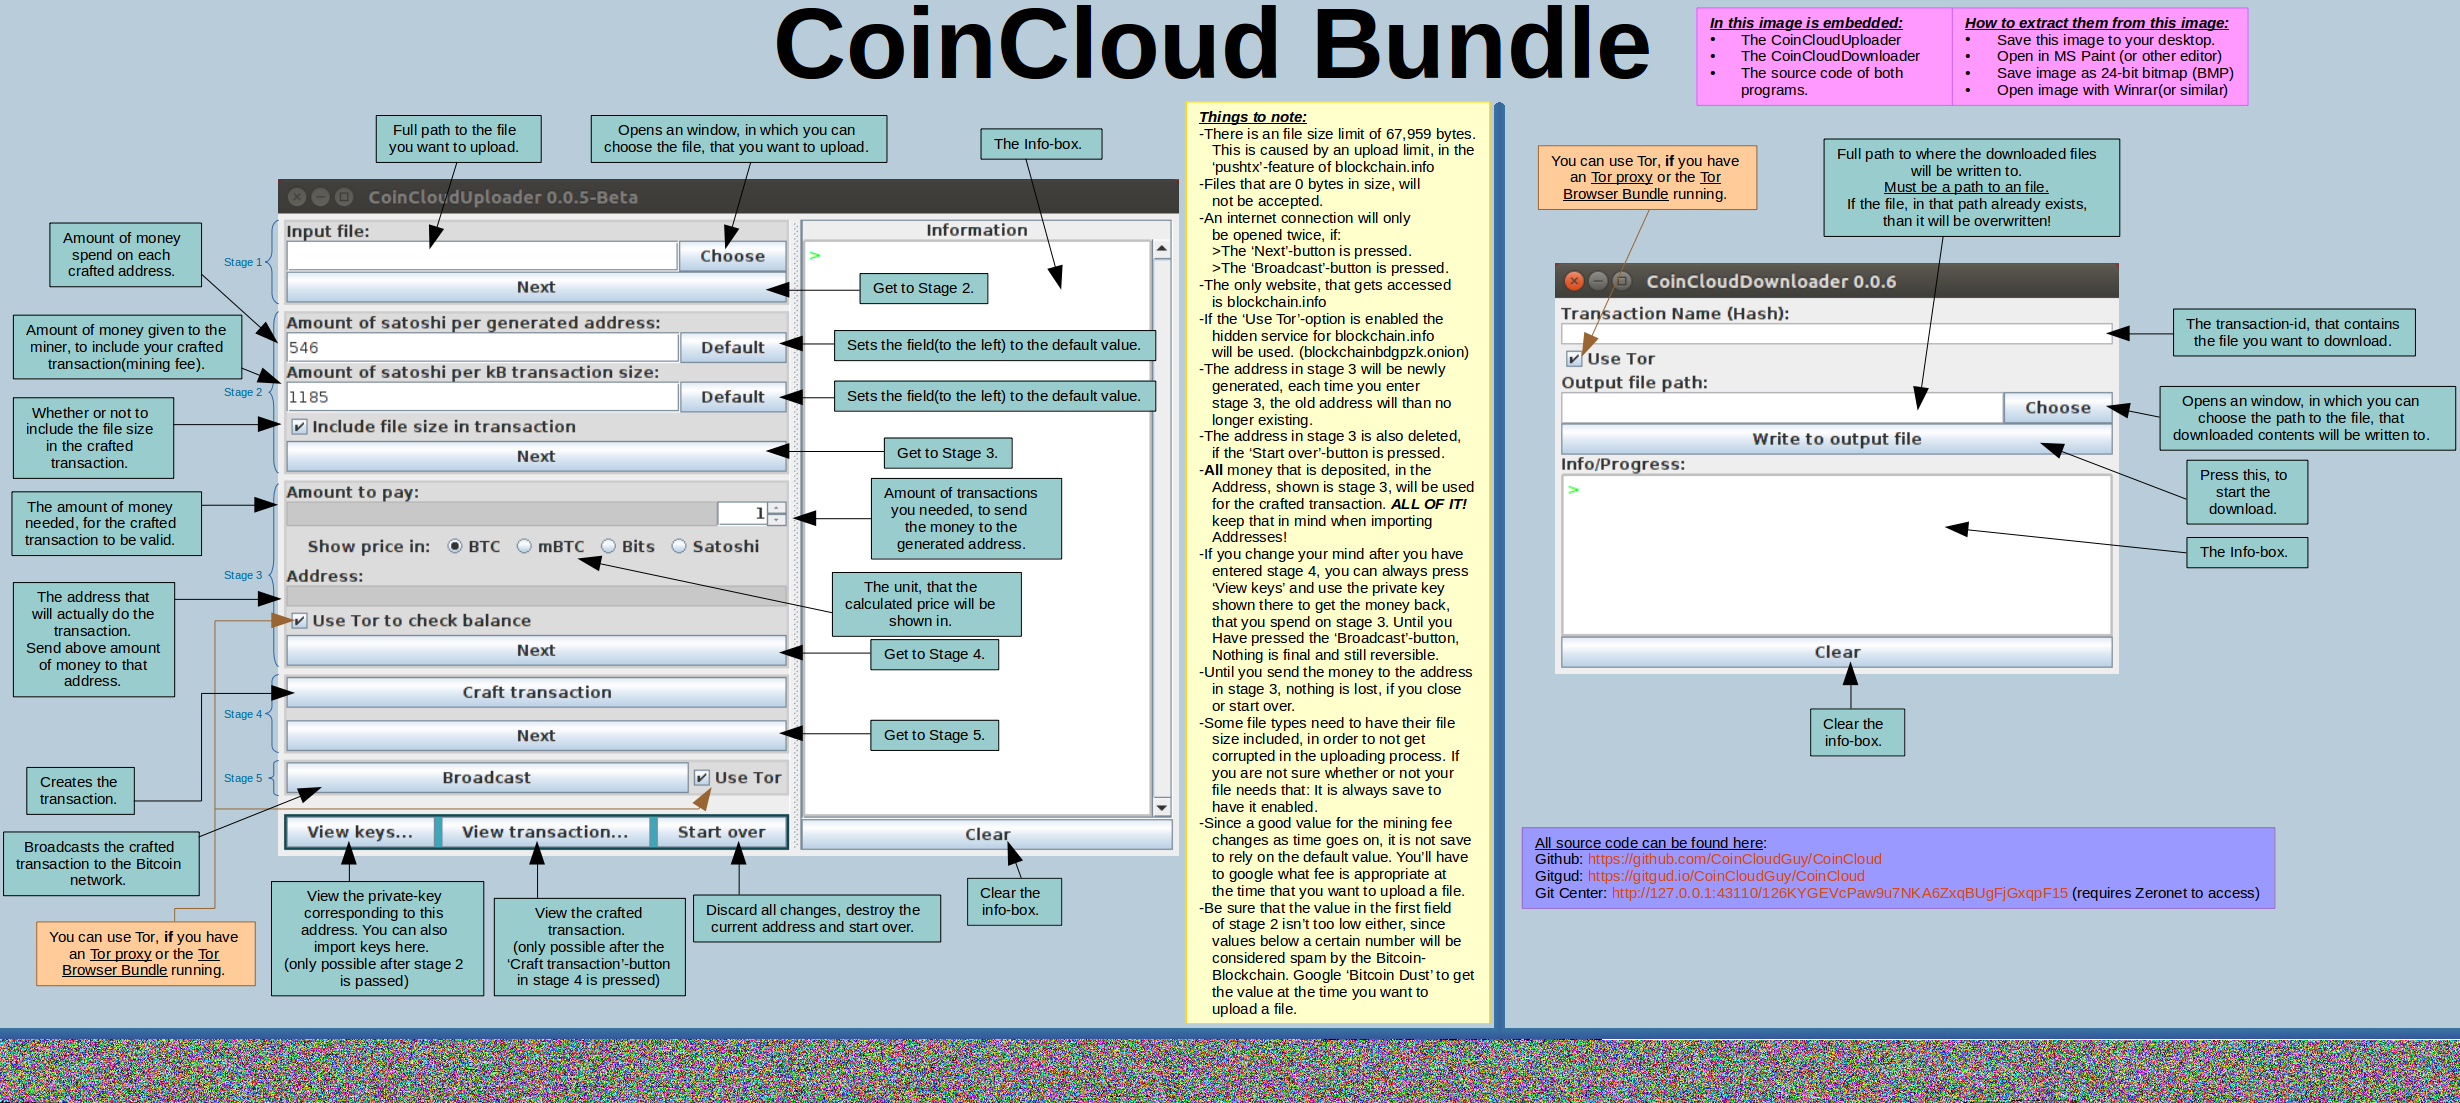 CoinCloud Bundle
In this image is embedded:
• The CoinCloudUploader
• The CoinCloudDownloader
• The source code of both
programs.
How to extract them from this image:
• Save this image to your desktop.
• Open in MS Paint (or other editor)
• Save image as 24-bit bitmap (BMP)
• Open image with Winrar(or similar)
Full path to the file
you want to upload.
Opens an window, in which you can
choose the file, that you want to upload.
The Info-box.
Amount of money
spend on each
crafted address.
Amount of money given to the
miner, to include your crafted
transaction(mining fee).
Whether or not to
include the file size
in the crafted
transaction.
The amount of money
needed, for the crafted
transaction to be valid.
The address that
will actually do the
transaction.
Send above amount
of money to that
address.
Creates the
transaction.
Broadcasts the crafted
transaction to the Bitcoin
network.
You can use Tor, if you have
an Tor proxy or the Tor
Browser Bundle running.
Stage 1
Stage 2
Stage 3
Stage 4
Stage 5
CoinCloudUploader 0.0.5-Beta
Input file:
Choose
Next
Amount of satoshi per generated address:
546
Default
Amount of satoshi per kB transaction size:
1185
Default
Include file size in transaction
Next
Amount to pay:
1
Show price in: BTC mBTC Bits Satoshi
Address:
Use Tor to check balance
Next
Craft transaction
Next
Broadcast
Use Tor
View keys...
View transaction...
Start over
Information
>
Clear
Get to Stage 2.
Sets the field(to the left) to the default value.
Sets the field(to the left) to the default value.
Get to Stage 3.
Amount of transactions
you needed, to send
the money to the
generated address.
The unit, that the
calculated price will be
shown in.
Get to Stage 4.
Get to Stage 5.
View the private-key
corresponding to this
address. You can also
import keys here.
(only possible after stage 2
is passed)
View the crafted
transaction.
(only possible after the
‘Craft transaction’-button
in stage 4 is pressed)
Discard all changes, destroy the
current address and start over.
Clear the
info-box.
Things to note:
-There is an file size limit of 67,959 bytes.
This is caused by an upload limit, in the
‘pushtx’-feature of blockchain.info
-Files that are 0 bytes in size, will
not be accepted.
-An internet connection will only
be opened twice, if:
>The ‘Next’-button is pressed.
>The ‘Broadcast’-button is pressed.
-The only website, that gets accessed
is blockchain.info
-If the ‘Use Tor’-option is enabled the
hidden service for blockchain.info
will be used. (blockchainbdgpzk.onion)
-The address in stage 3 will be newly
generated, each time you enter
stage 3, the old address will than no
longer existing.
-The address in stage 3 is also deleted,
if the ‘Start over’-button is pressed.
-All money that is deposited, in the
Address, shown is stage 3, will be used
for the crafted transaction. ALL OF IT!
keep that in mind when importing
Addresses!
-If you change your mind after you have
entered stage 4, you can always press
‘View keys’ and use the private key
shown there to get the money back,
that you spend on stage 3. Until you
Have pressed the ‘Broadcast’-button,
Nothing is final and still reversible.
-Until you send the money to the address
in stage 3, nothing is lost, if you close
or start over.
-Some file types need to have their file
size included, in order to not get
corrupted in the uploading process. If
you are not sure whether or not your
file needs that: It is always save to
have it enabled.
-Since a good value for the mining fee
changes as time goes on, it is not save
to rely on the default value. You’ll have
to google what fee is appropriate at
the time that you want to upload a file.
-Be sure that the value in the first field
of stage 2 isn’t too low either, since
values below a certain number will be
considered spam by the Bitcoin-
Blockchain. Google ‘Bitcoin Dust’ to get
the value at the time you want to
upload a file.
You can use Tor, if you have
an Tor proxy or the Tor
Browser Bundle running.
Full path to where the downloaded files
will be written to.
Must be a path to an file.
If the file, in that path already exists,
than it will be overwritten!
CoinCloudDownloader 0.0.6
Transaction Name (Hash):
Use Tor
Output file path:
Choose
Write to output file
Info/Progress:
>
Clear
The transaction-id, that contains
the file you want to download.
Opens an window, in which you can
choose the path to the file, that
downloaded contents will be written to.
Press this, to
start the
download.
The Info-box.
Clear the
info-box.
All source code can be found here:
Github: https://github.com/CoinCloudGuy/CoinCloud
Gitgud: https://gitgud.io/CoinCloudGuy/CoinCloud
Git Center: http://127.0.0.1:43110/126KYGEVcPaw9u7NKA6ZxqBUgFjGxqpF15 (requires Zeronet to access)